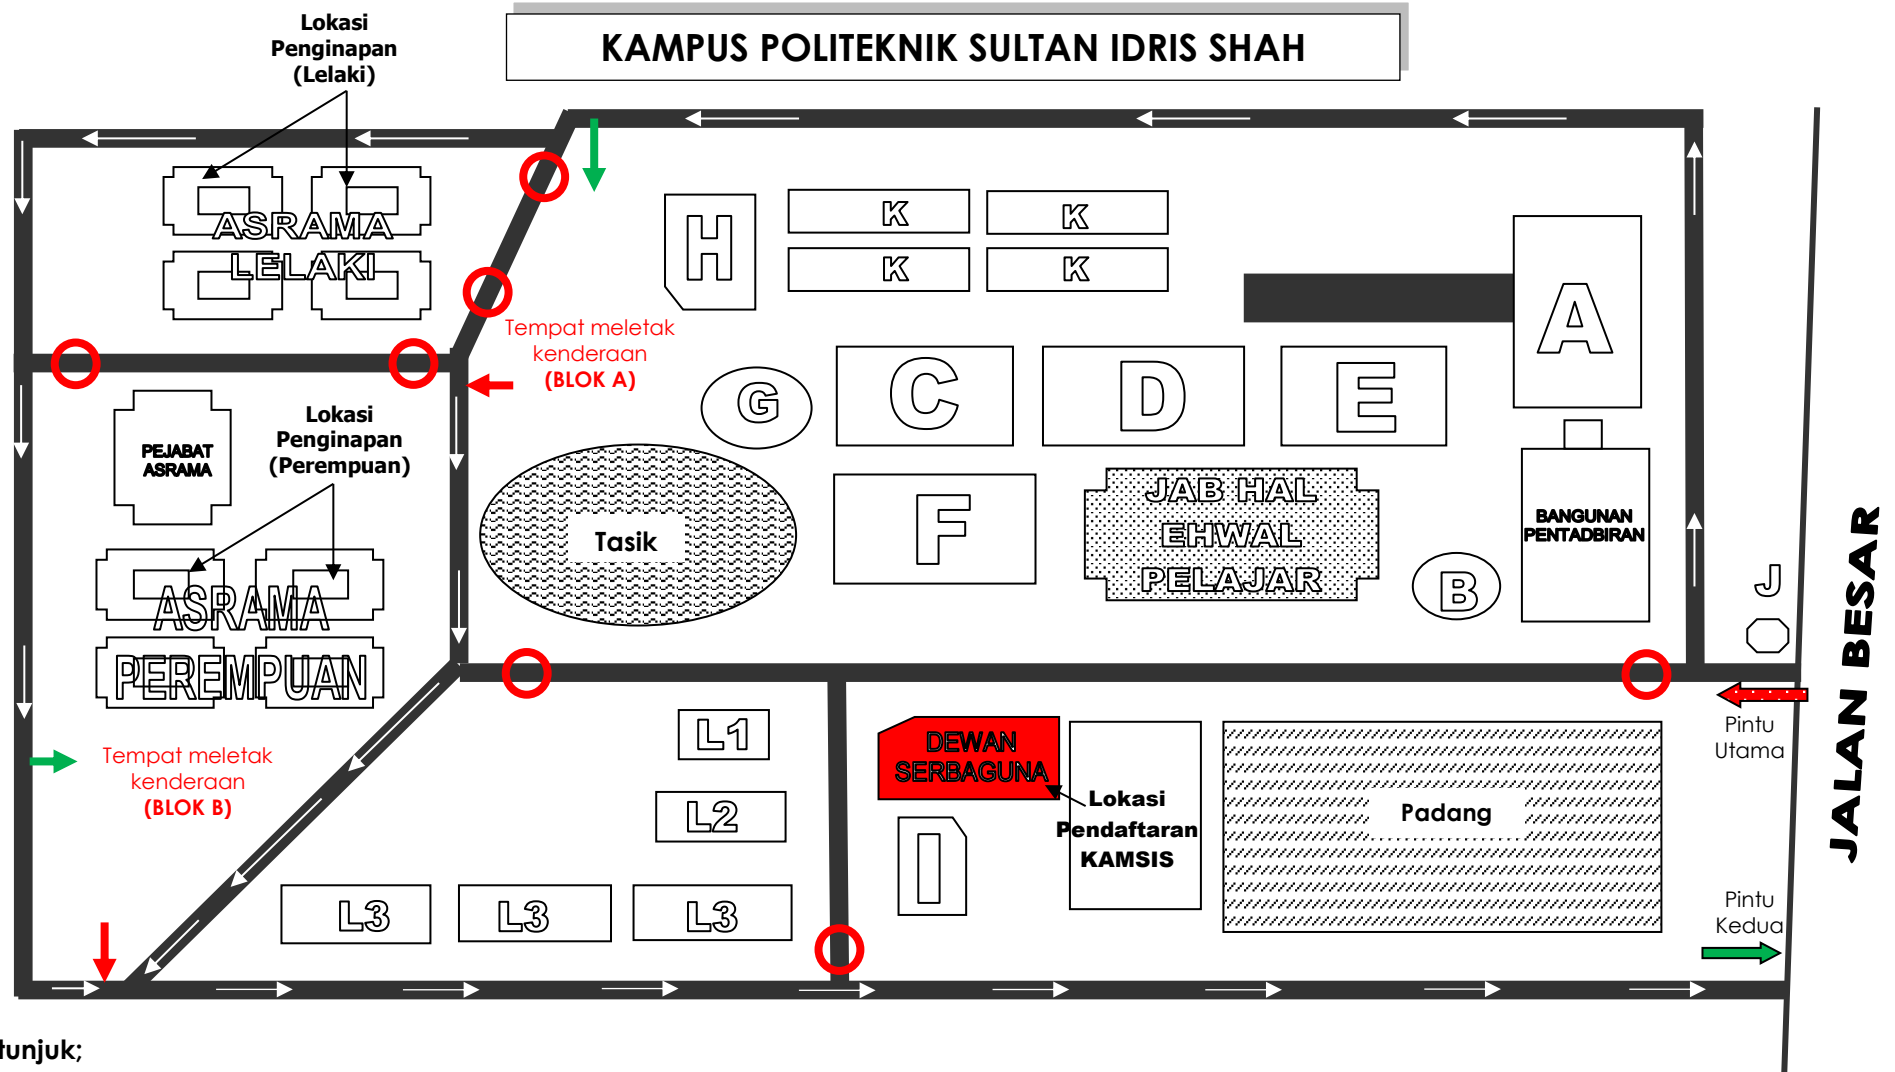 Lokasi
Penginapan
(Lelaki)
KAMPUS POLITEKNIK SULTAN IDRIS SHAH
ASRAMA
LELAKI
H
K
K
K
K
A
Tempat meletak
kenderaan
(BLOK A)
G
C
D
E
PEJABAT
ASRAMA
Lokasi
Penginapan
(Perempuan)
Tasik
F
JAB HAL
EHWAL
PELAJAR
BANGUNAN
PENTADBIRAN
B
J
JALAN BESAR
ASRAMA
PEREMPUAN
Tempat meletak
kenderaan
(BLOK B)
L1
L2
L3
L3
L3
DEWAN
SERBAGUNA
I
Lokasi
Pendaftaran
KAMSIS
Padang
Pintu
Utama
Pintu
Kedua
tunjuk;